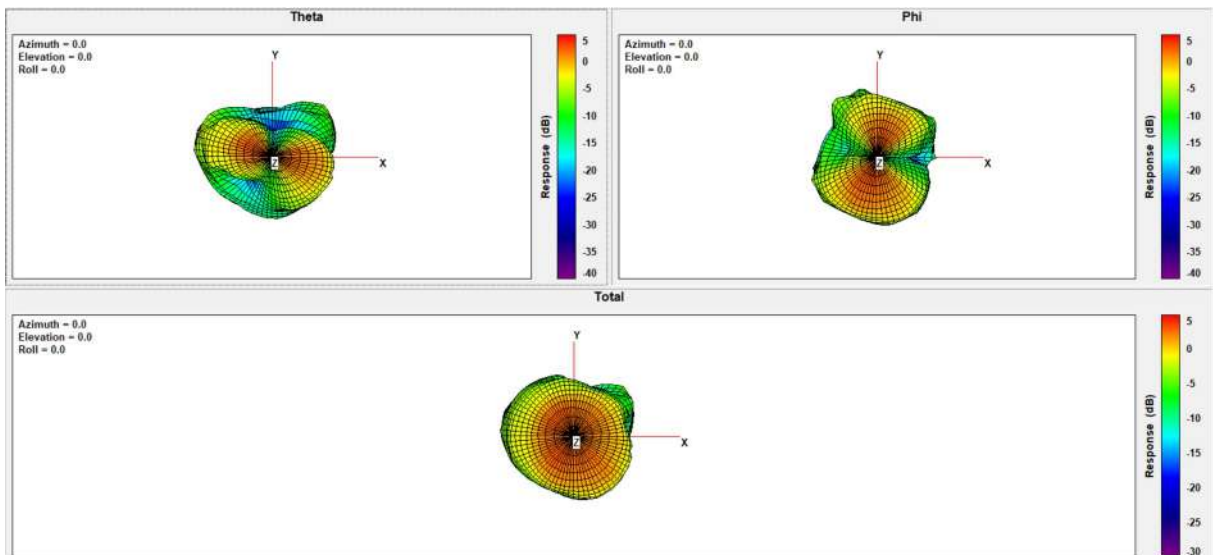 Theta
Azimuth = 0.0
Elevation = 0.0
Roll = 0.0
Y
X
Z
Response (dB)
5
0
-5
-10
-15
-20
-25
-30
-35
-40
Phi
Azimuth = 0.0
Elevation = 0.0
Roll = 0.0
Y
X
Z
Response (dB)
5
0
-5
-10
-15
-20
-25
-30
-35
-40
Total
Azimuth = 0.0
Elevation = 0.0
Roll = 0.0
Y
X
Z
Response (dB)
5
0
-5
-10
-15
-20
-25
-30